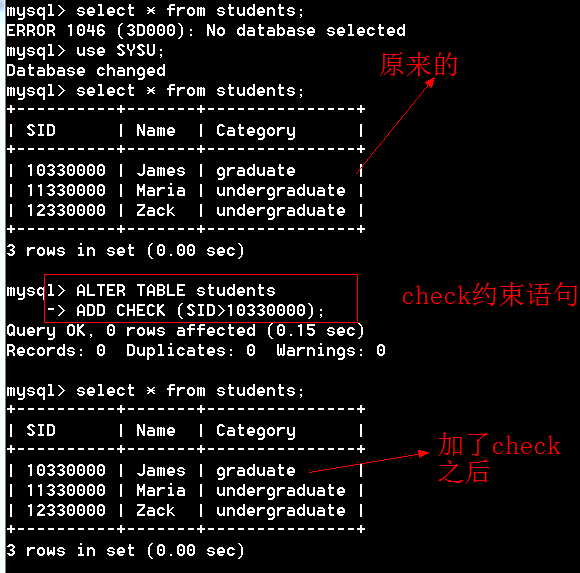 mysql> select * from students;
ERROR 1046 (3D000): No database selected
mysql> use SYSU;
Database changed
原来的
mysql> select * from students;
+----------+-------+---------------+
| SID      | Name  | Category      |
+----------+-------+---------------+
| 10330000 | James | graduate      |
| 11330000 | Maria | undergraduate |
| 12330000 | Zack  | undergraduate |
+----------+-------+---------------+
3 rows in set (0.00 sec)
mysql> ALTER TABLE students
check约束语句
-> ADD CHECK (SID>10330000);
Query OK, 0 rows affected (0.15 sec)
Records: 0  Duplicates: 0  Warnings: 0
mysql> select * from students;
+----------+-------+---------------+
| SID      | Name  | Category      |
+----------+-------+---------------+
| 10330000 | James | graduate      |
| 11330000 | Maria | undergraduate |
| 12330000 | Zack  | undergraduate |
+----------+-------+---------------+
加了check
之后
3 rows in set (0.00 sec)